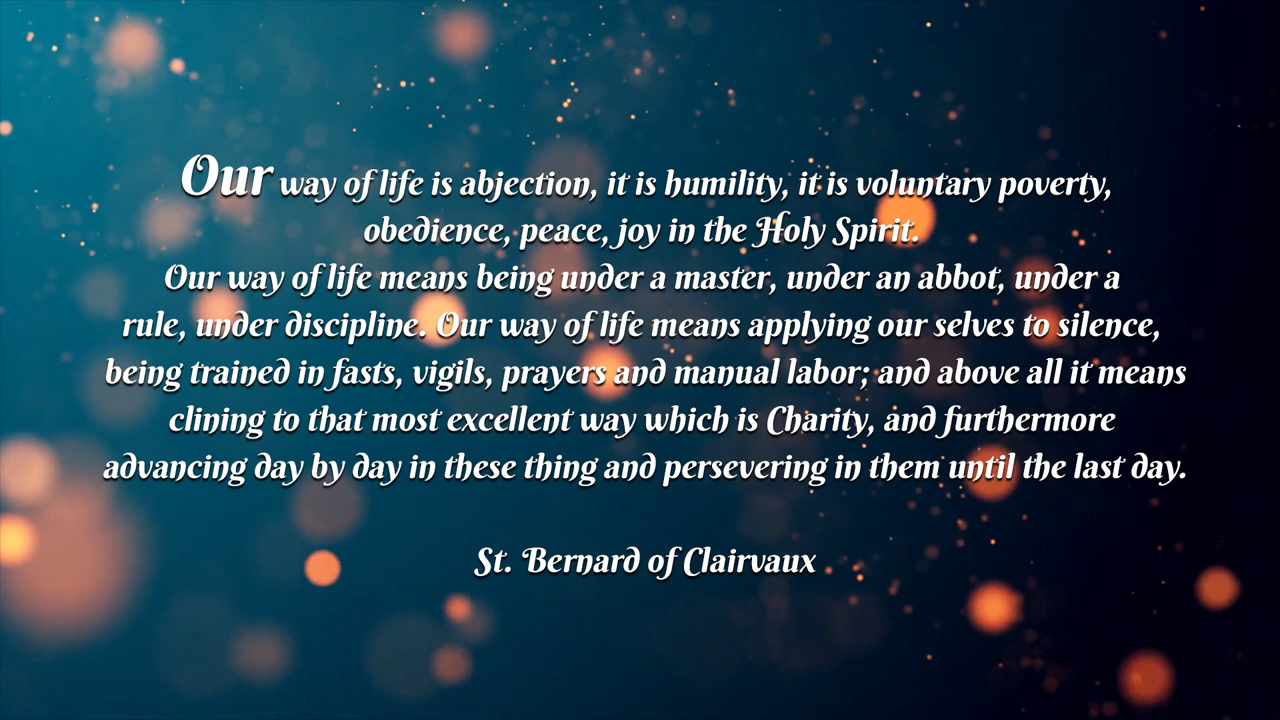 Our way of life is abjection, it is humility, it is voluntary poverty,
obedience, peace, joy in the Holy Spirit.
Our way of life means being under a master, under an abbot, under a
rule, under discipline. Our way of life means applying our selves to silence,
being trained in fasts, vigils, prayers and manual labor; and above all it means
clining to that most excellent way which is Charity, and furthermore
advancing day by day in these thing and persevering in them until the last day.
St. Bernard of Clairvaux